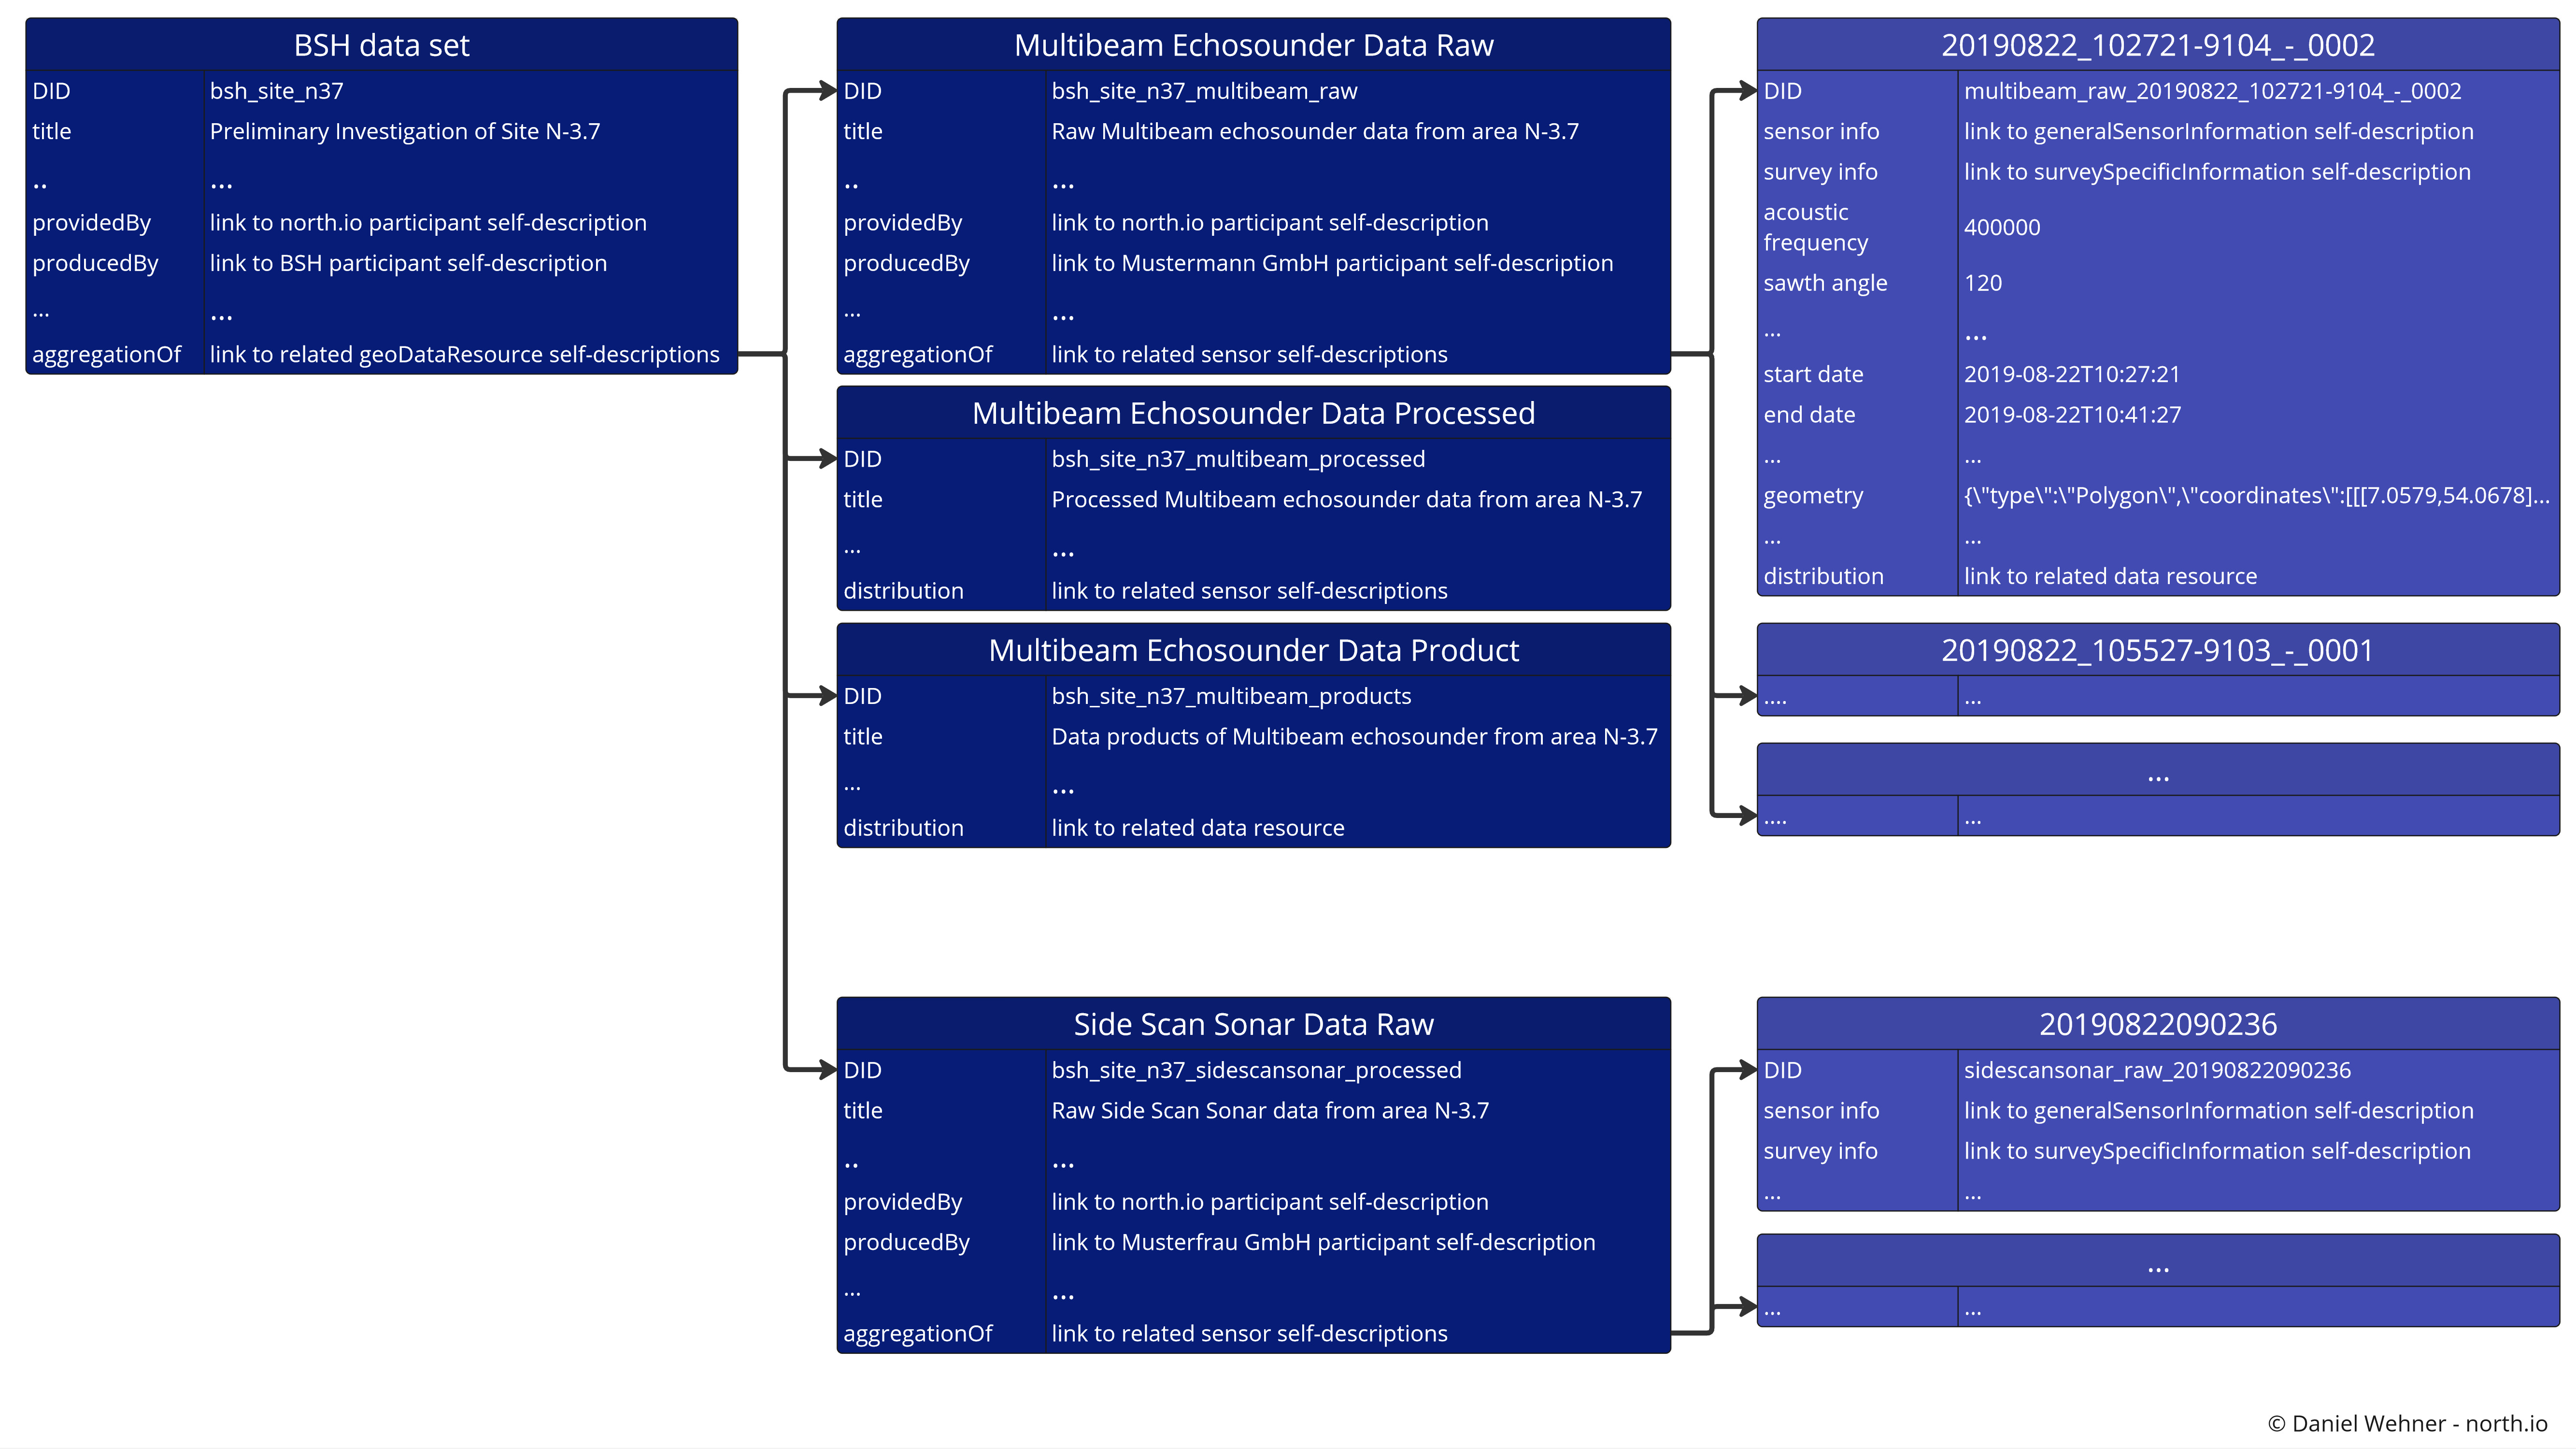 BSH data set
DID bsh_site_n37
title Preliminary Investigation of Site N-3.7
.. ...
providedBy link to north.io participant self-description
producedBy link to BSH participant self-description
... ...
aggregationOf link to related geoDataResource self-descriptions
Multibeam Echosounder Data Raw
DID bsh_site_n37_multibeam_raw
title Raw Multibeam echosounder data from area N-3.7
.. ...
providedBy link to north.io participant self-description
producedBy link to Mustermann GmbH participant self-description
... ...
aggregationOf link to related sensor self-descriptions
Multibeam Echosounder Data Processed
DID bsh_site_n37_multibeam_processed
title Processed Multibeam echosounder data from area N-3.7
... ...
distribution link to related sensor self-descriptions
Multibeam Echosounder Data Product
DID bsh_site_n37_multibeam_products
title Data products of Multibeam echosounder from area N-3.7
... ...
distribution link to related data resource
Side Scan Sonar Data Raw
DID bsh_site_n37_sidescansonar_processed
title Raw Side Scan Sonar data from area N-3.7
.. ...
providedBy link to north.io participant self-description
producedBy link to Musterfrau GmbH participant self-description
... ...
aggregationOf link to related sensor self-descriptions
20190822_102721-9104_-_0002
DID multibeam_raw_20190822_102721-9104_-_0002
sensor info link to generalSensorInformation self-description
survey info link to surveySpecificInformation self-description
acoustic
frequency 400000
sawth angle 120
... ...
start date 2019-08-22T10:27:21
end date 2019-08-22T10:41:27
... ...
geometry {\"type\":\"Polygon\",\"coordinates\":[[[7.0579,54.0678]...
... ...
distribution link to related data resource
20190822_105527-9103_-_0001
.... ...
...
.... ...
20190822090236
DID sidescansonar_raw_20190822090236
sensor info link to generalSensorInformation self-description
survey info link to surveySpecificInformation self-description
... ...
...
... ...
© Daniel Wehner - north.io